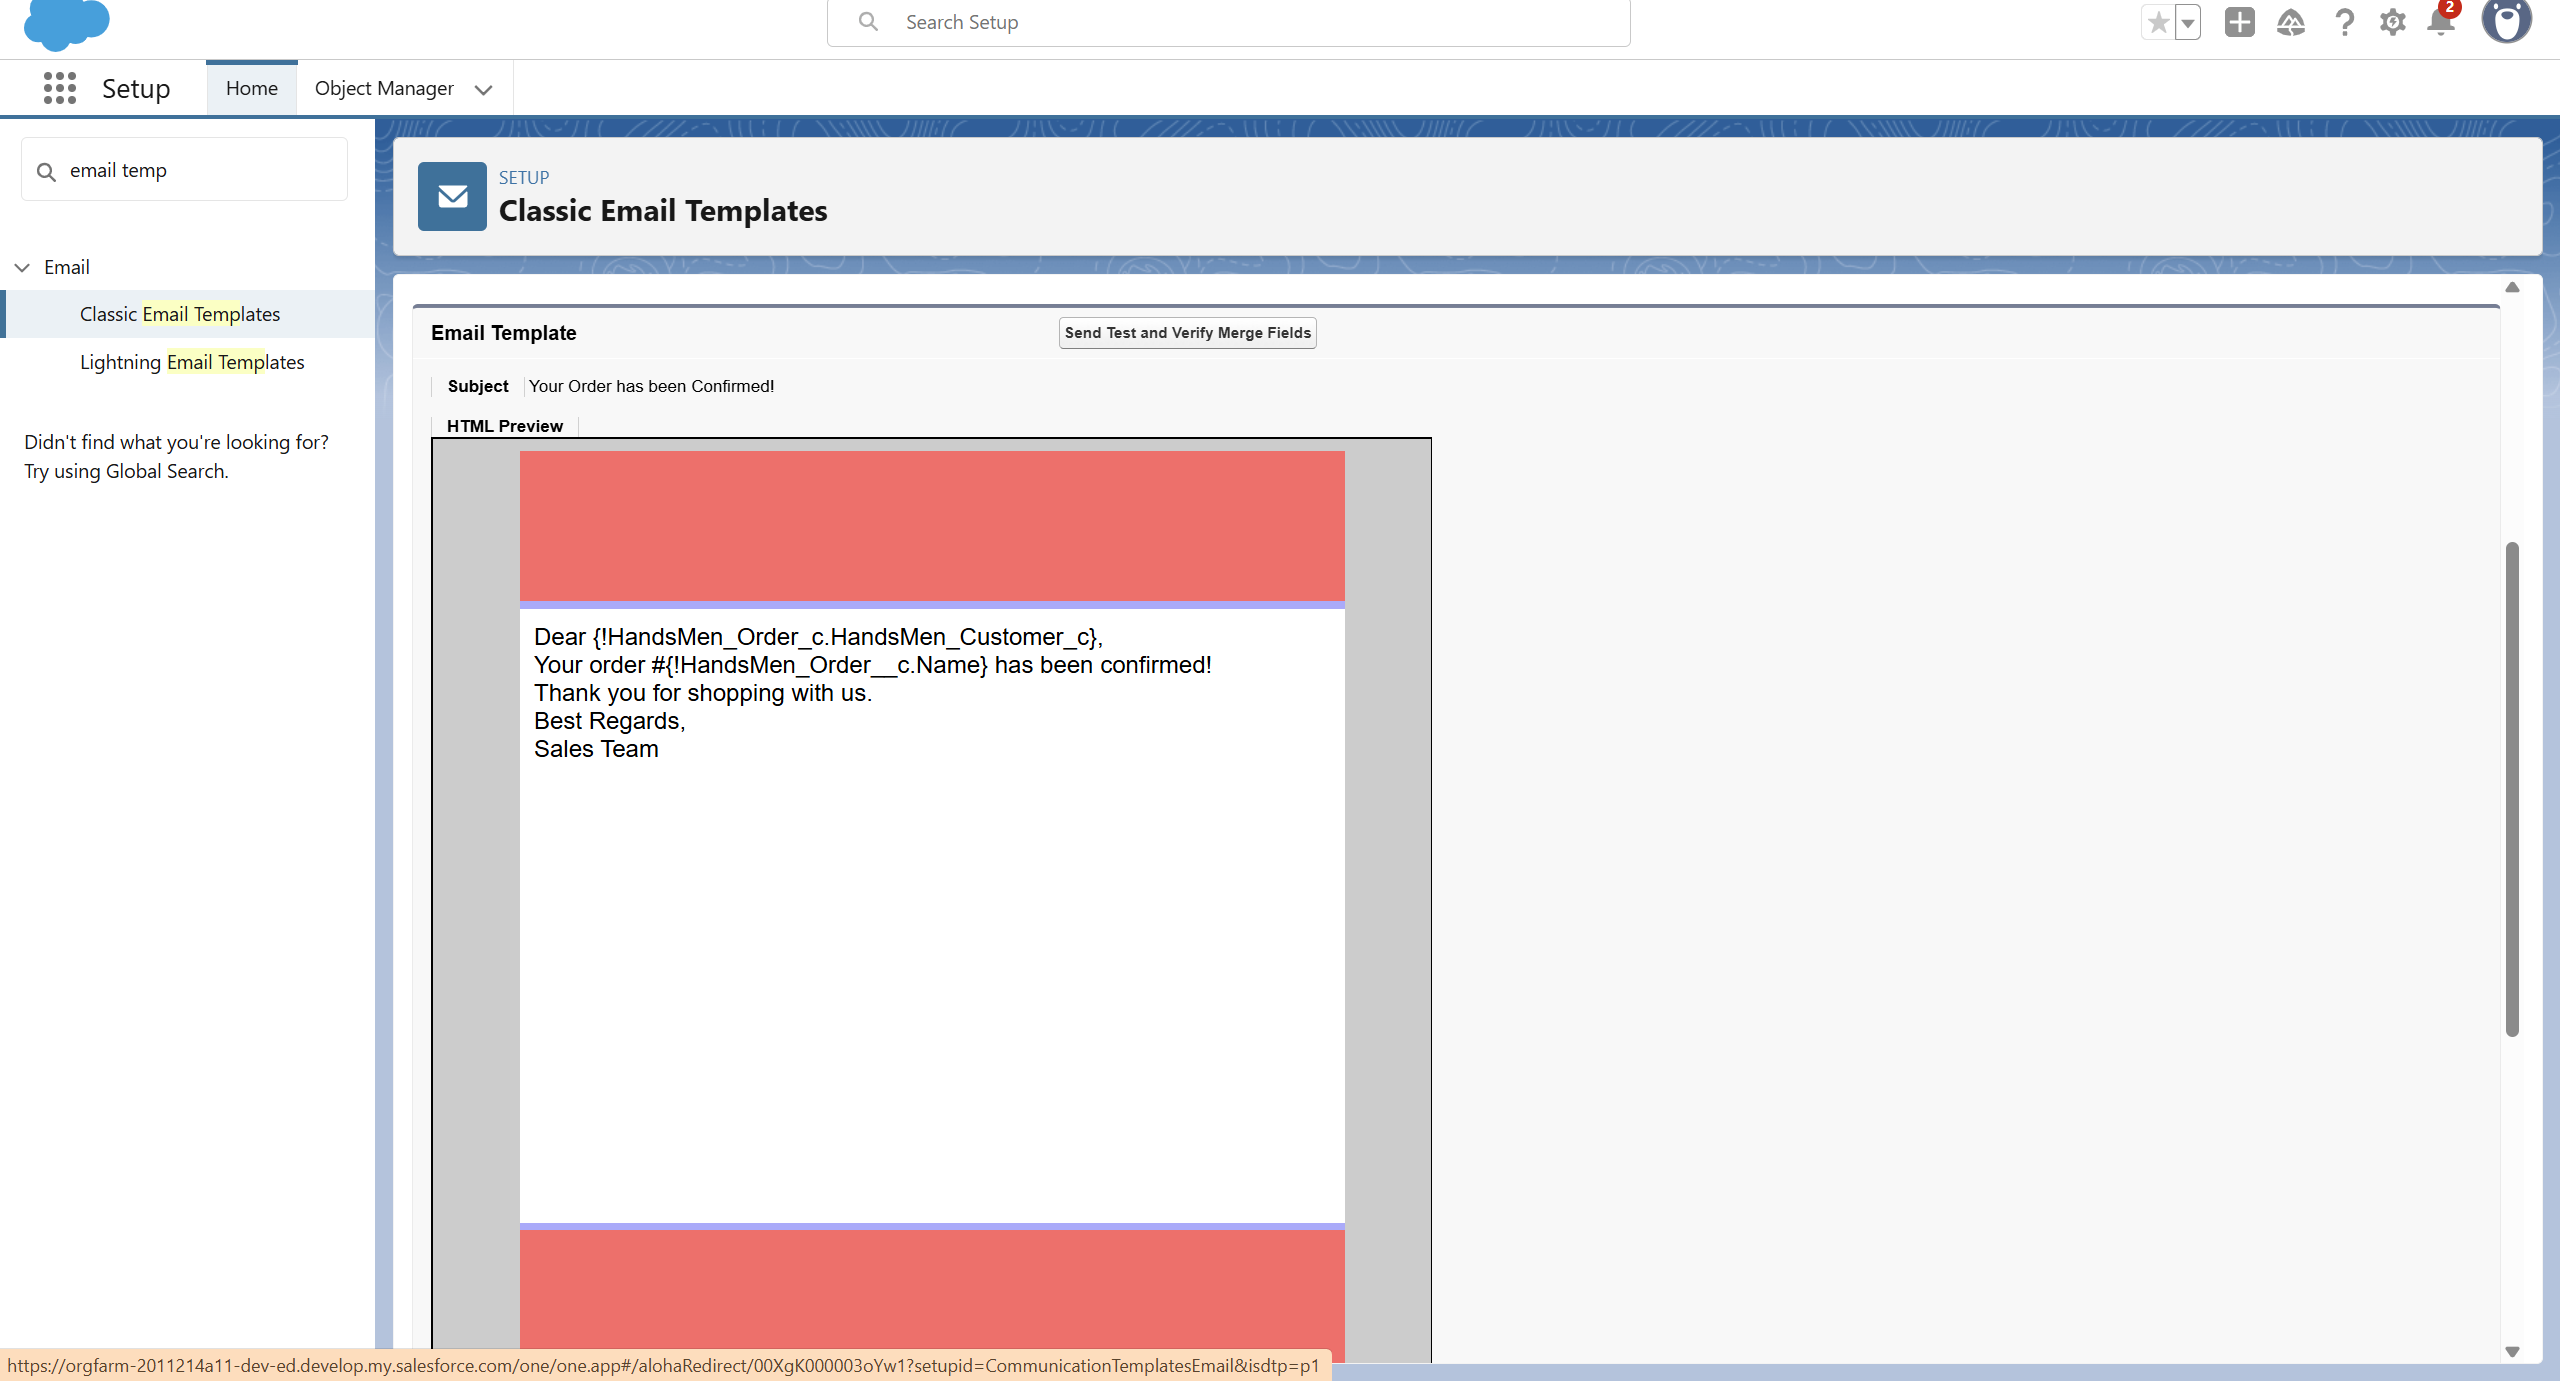 Search Setup
2
Setup
Home
Object Manager
email temp
Email
Classic Email Templates
Lightning Email Templates
Didn't find what you're looking for?
Try using Global Search.
SETUP
Classic Email Templates
Email Template
Send Test and Verify Merge Fields
Subject
Your Order has been Confirmed!
HTML Preview
Dear {!HandsMen_Order_c.HandsMen_Customer_c},
Your order #{!HandsMen_Order__c.Name} has been confirmed!
Thank you for shopping with us.
Best Regards,
Sales Team
https://orgfarm-2011214a11-dev-ed.develop.my.salesforce.com/one/one.app#/alohaRedirect/00XgK000003oYw1?setupid=CommunicationTemplatesEmail&isdtp=p1